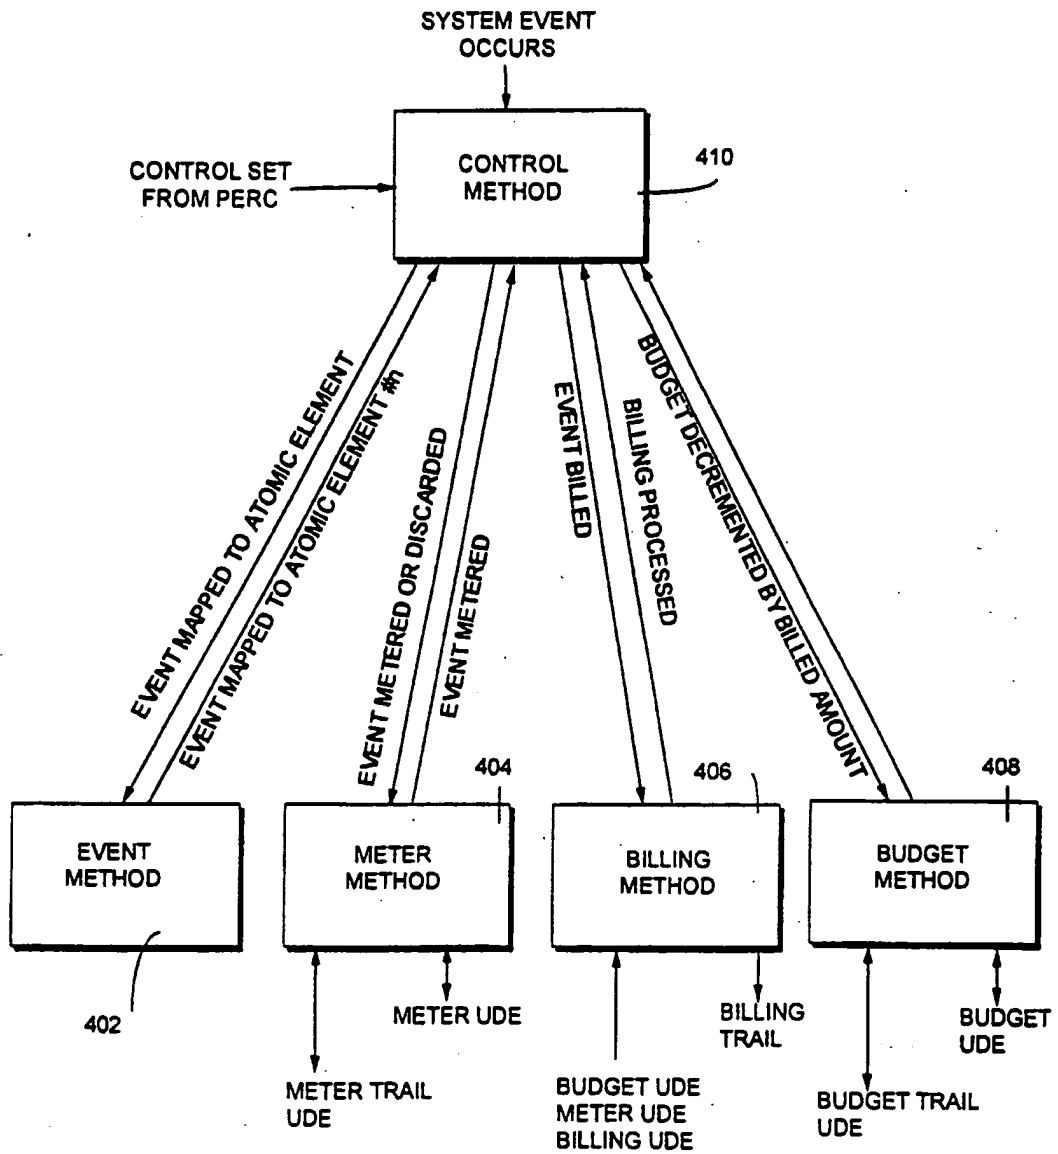 SYSTEM EVENT
OCCURS
CONTROL SET
FROM PERC
CONTROL
METHOD
410
EVENT MAPPED TO ATOMIC ELEMENT
EVENT MAPPED TO ATOMIC ELEMENT #n
EVENT METERED OR DISCARDED
EVENT METERED
EVENT BILLED
BILLING PROCESSED
BUDGET DECREMENTED BY BILLED AMOUNT
404
406
408
EVENT
METHOD
METER
METHOD
BILLING
METHOD
BUDGET
METHOD
402
METER UDE
BILLING
TRAIL
BUDGET
UDE
METER TRAIL
UDE
BUDGET UDE
METER UDE
BILLING UDE
BUDGET TRAIL
UDE